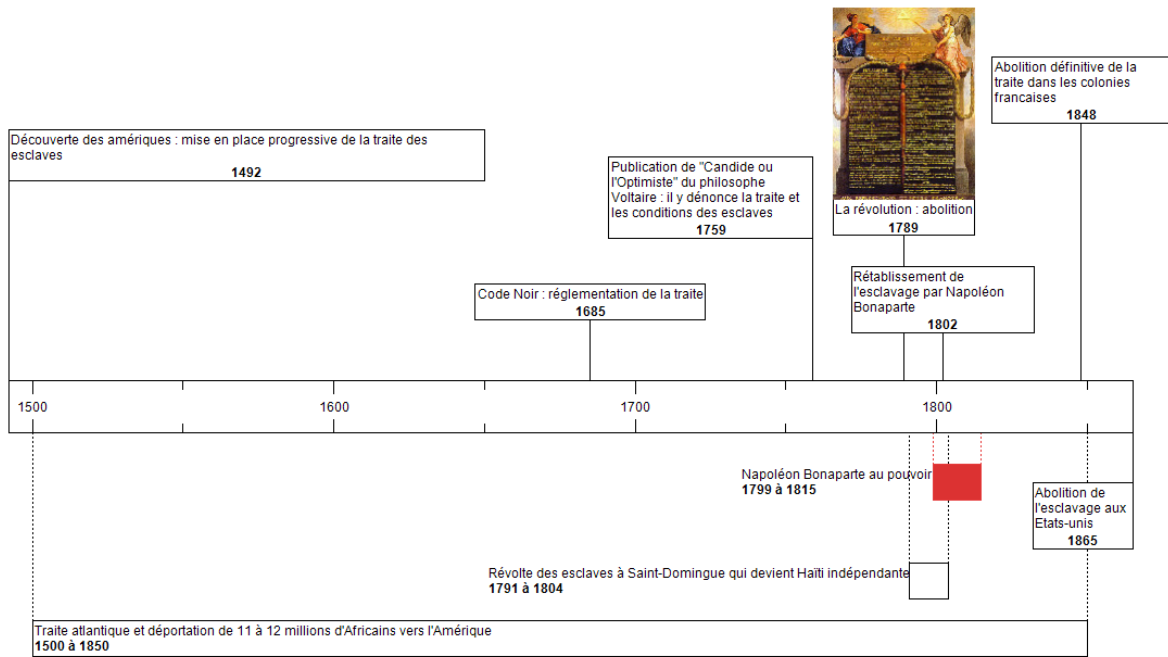 Découverte des amériques : mise en place progressive de la traite des
esclaves
1492
Publication de "Candide ou
l'Optimiste" du philosophe
Voltaire : il y dénonce la traite et
les conditions des esclaves
1759
La révolution : abolition
1789
Abolition définitive de la
traite dans les colonies
francaises
1848
Code Noir : réglementation de la traite
1685
Rétablissement de
l'esclavage par Napoléon
Bonaparte
1802
1500
1600
1700
1800
Napoléon Bonaparte au pouvoir
1799 à 1815
Abolition de
l'esclavage aux
Etats-unis
1865
Révolte des esclaves à Saint-Domingue qui devient Haïti indépendante
1791 à 1804
Traite atlantique et déportation de 11 à 12 millions d'Africains vers l'Amérique
1500 à 1850